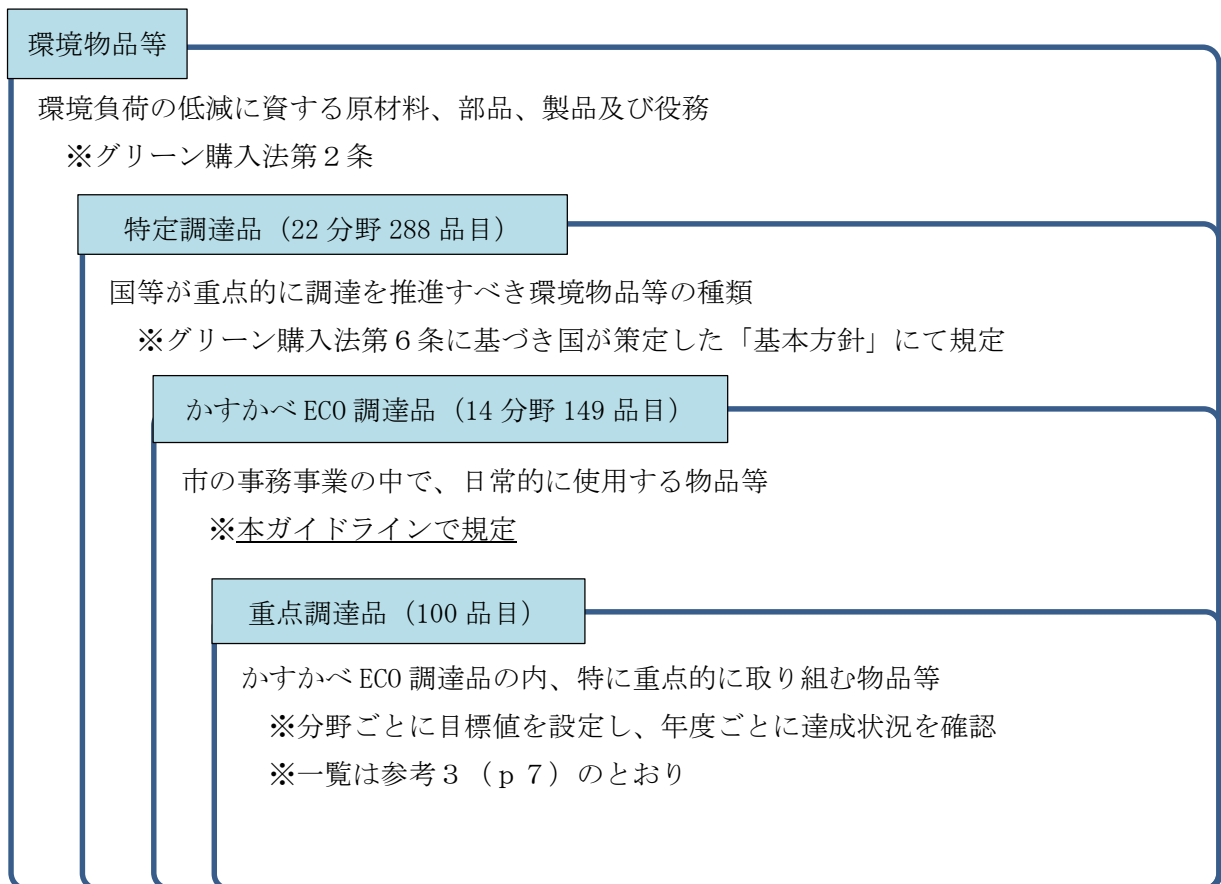 環境物品等
環境負荷の低減に資する原材料、部品、製品及び役務
※グリーン購入法第２条
特定調達品（22 分野 288 品目）
国等が重点的に調達を推進すべき環境物品等の種類
※グリーン購入法第６条に基づき国が策定した「基本方針」にて規定
かすかべ ECO 調達品（14 分野 149 品目）
市の事務事業の中で、日常的に使用する物品等
※本ガイドラインで規定
重点調達品（100 品目）
かすかべ ECO 調達品の内、特に重点的に取り組む物品等
※分野ごとに目標値を設定し、年度ごとに達成状況を確認
※一覧は参考３（ｐ７）のとおり